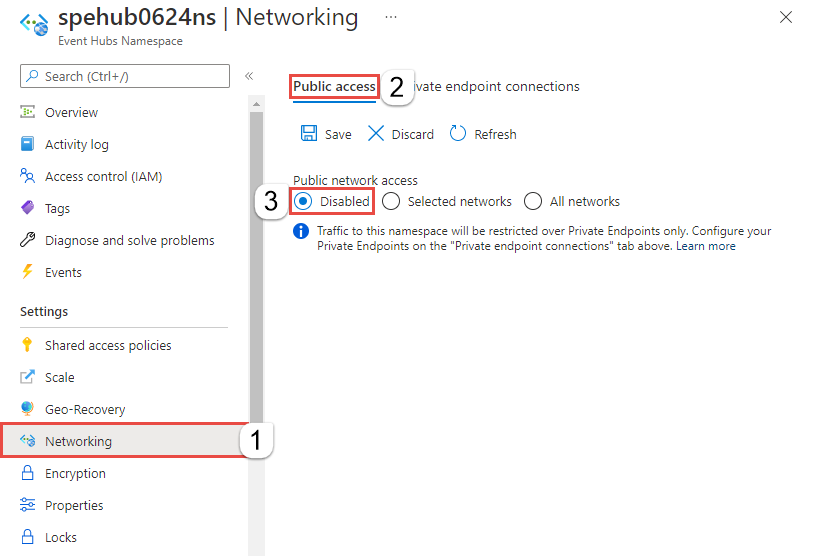 spehub0624ns | Networking ...
Event Hubs Namespace
Search (Ctrl+/)
«
Overview
Activity log
Access control (IAM)
Tags
Diagnose and solve problems
Events
Settings
Shared access policies
Scale
Geo-Recovery
Networking
1
Encryption
Properties
Locks
Public access 2 ivate endpoint connections
Save Discard Refresh
Public network access
3 Disabled Selected networks All networks
Traffic to this namespace will be restricted over Private Endpoints only. Configure your
Private Endpoints on the "Private endpoint connections" tab above. Learn more